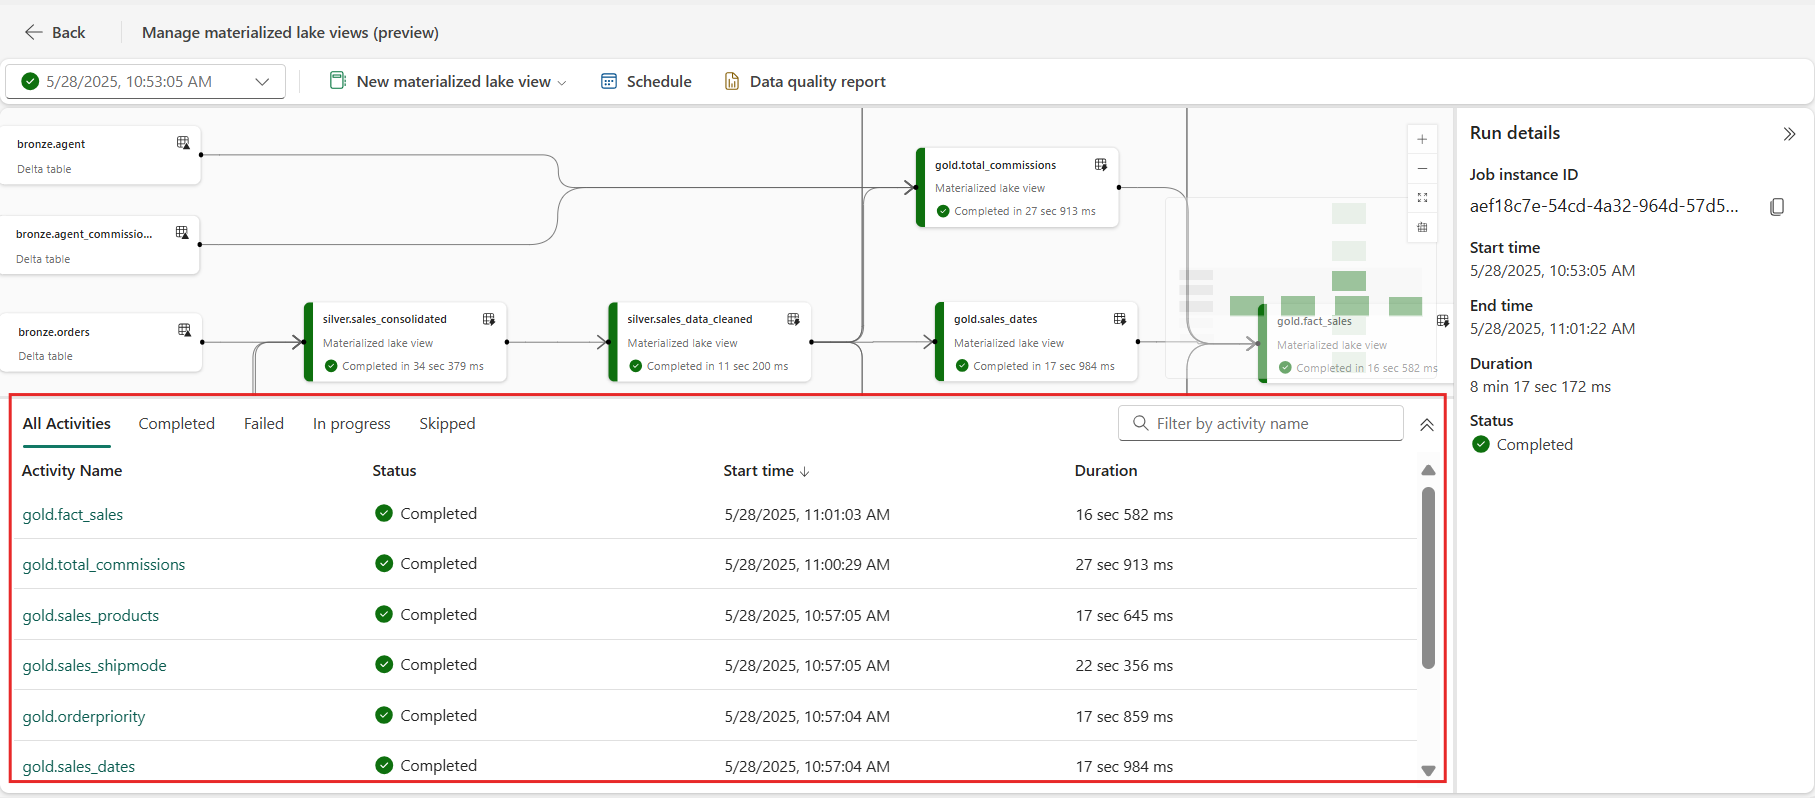 Back
Manage materialized lake views (preview)
5/28/2025, 10:53:05 AM
New materialized lake view
Schedule
Data quality report
bronze.agent
Delta table
bronze.agent_commissio...
Delta table
bronze.orders
Delta table
silver.sales_consolidated
Materialized lake view
Completed in 34 sec 379 ms
silver.sales_data_cleaned
Materialized lake view
Completed in 11 sec 200 ms
gold.total_commissions
Materialized lake view
Completed in 27 sec 913 ms
gold.sales_dates
Materialized lake view
Completed in 17 sec 984 ms
gold.fact_sales
Materialized lake view
Completed in 16 sec 582 ms
Run details
Job instance ID
aef18c7e-54cd-4a32-964d-57d5...
Start time
5/28/2025, 10:53:05 AM
End time
5/28/2025, 11:01:22 AM
Duration
8 min 17 sec 172 ms
Status
Completed
All Activities Completed Failed In progress Skipped
Filter by activity name
Activity Name Status Start time Duration
gold.fact_sales Completed 5/28/2025, 11:01:03 AM 16 sec 582 ms
gold.total_commissions Completed 5/28/2025, 11:00:29 AM 27 sec 913 ms
gold.sales_products Completed 5/28/2025, 10:57:05 AM 17 sec 645 ms
gold.sales_shipmode Completed 5/28/2025, 10:57:05 AM 22 sec 356 ms
gold.orderpriority Completed 5/28/2025, 10:57:04 AM 17 sec 859 ms
gold.sales_dates Completed 5/28/2025, 10:57:04 AM 17 sec 984 ms